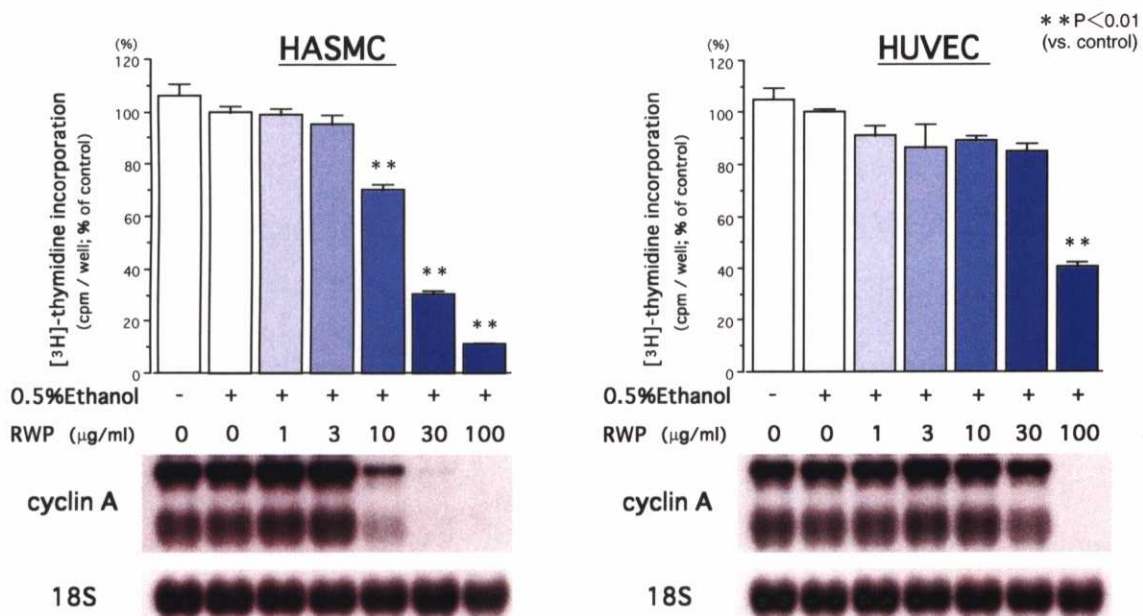 HASMC
(%)
120
100
80
60
40
20
0
[³H]-thymidine incorporation
(cpm / well; % of control)
**
**
**
0.5%Ethanol - + + + + + +
RWP (μg/ml) 0 0 1 3 10 30 100
cyclin A
18S
**P<0.01
(vs. control)
HUVEC
(%)
120
100
80
60
40
20
0
[³H]-thymidine incorporation
(cpm / well; % of control)
**
0.5%Ethanol - + + + + + +
RWP (μg/ml) 0 0 1 3 10 30 100
cyclin A
18S